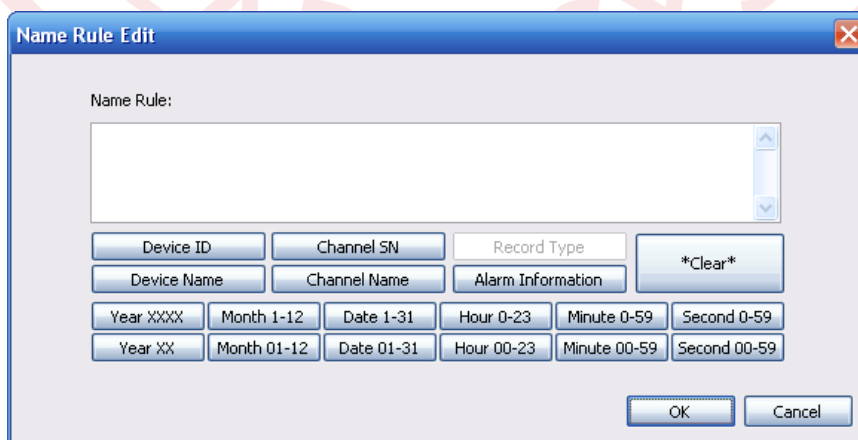 Name Rule Edit
Name Rule:
Device ID Channel SN Record Type *Clear*
Device Name Channel Name Alarm Information
Year XXXX Month 1-12 Date 1-31 Hour 0-23 Minute 0-59 Second 0-59
Year XX Month 01-12 Date 01-31 Hour 00-23 Minute 00-59 Second 00-59
OK Cancel